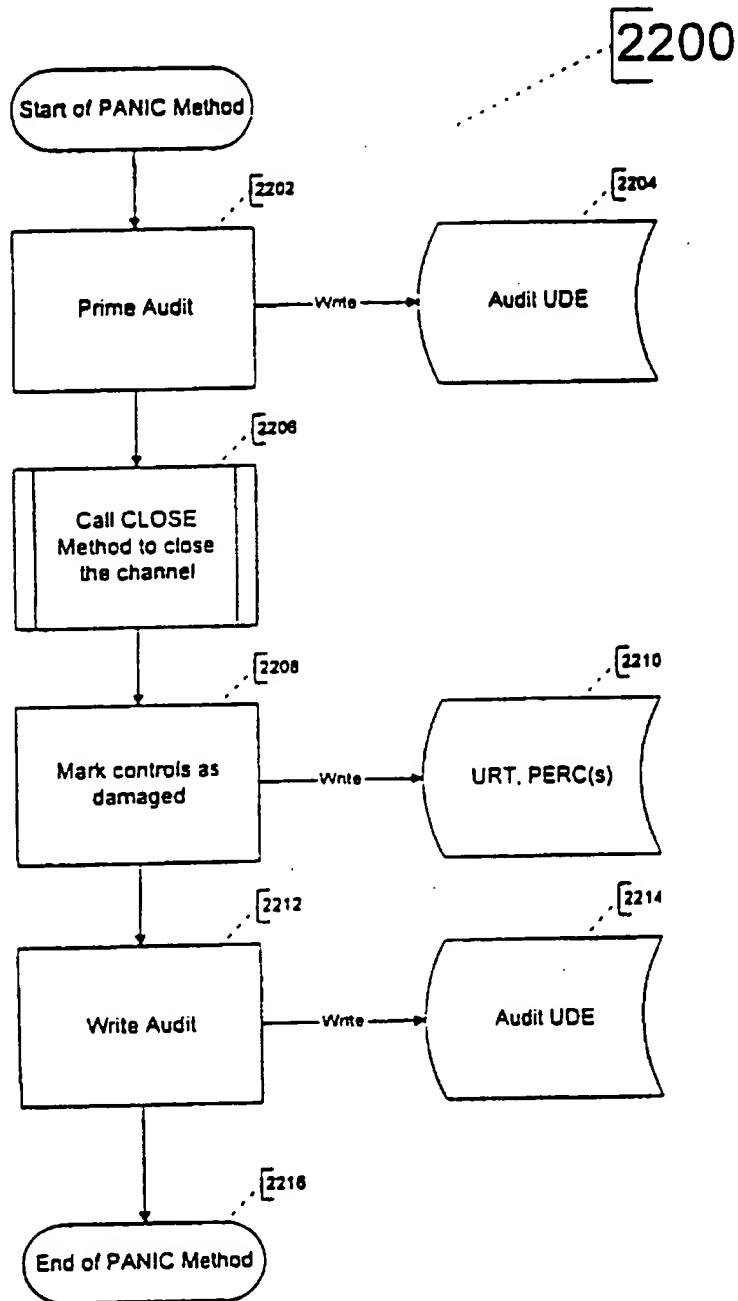 2200
Start of PANIC Method
2202
2204
Prime Audit
Write
Audit UDE
2206
Call CLOSE
Method to close
the channel
2208
2210
Mark controls as
damaged
Write
URT, PERC(s)
2212
2214
Write Audit
Write
Audit UDE
2216
End of PANIC Method